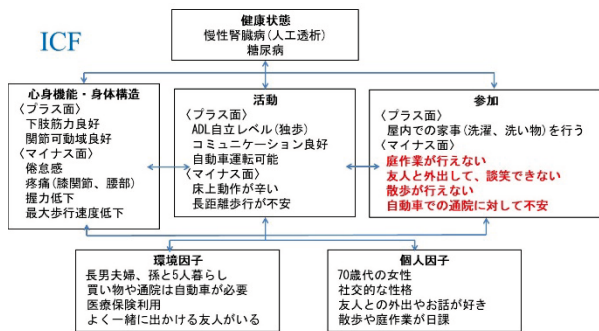 ICF
健康状態
慢性腎臓病(人工透析)
糖尿病
心身機能・身体構造
〈プラス面〉
下肢筋力良好
関節可動域良好
〈マイナス面〉
倦怠感
疼痛(膝関節、腰部)
握力低下
最大歩行速度低下
活動
〈プラス面〉
ADL自立レベル(独歩)
コミュニケーション良好
自動車運転可能
〈マイナス面〉
床上動作が辛い
長距離歩行が不安
参加
〈プラス面〉
屋内での家事(洗濯、洗い物)を行う
〈マイナス面〉
庭作業が行えない
友人と外出して、談笑できない
散歩が行えない
自動車での通院に対して不安
環境因子
長男夫婦、孫と5人暮らし
買い物や通院は自動車が必要
医療保険利用
よく一緒に出かける友人がいる
個人因子
70歳代の女性
社交的な性格
友人との外出やお話が好き
散歩や庭作業が日課